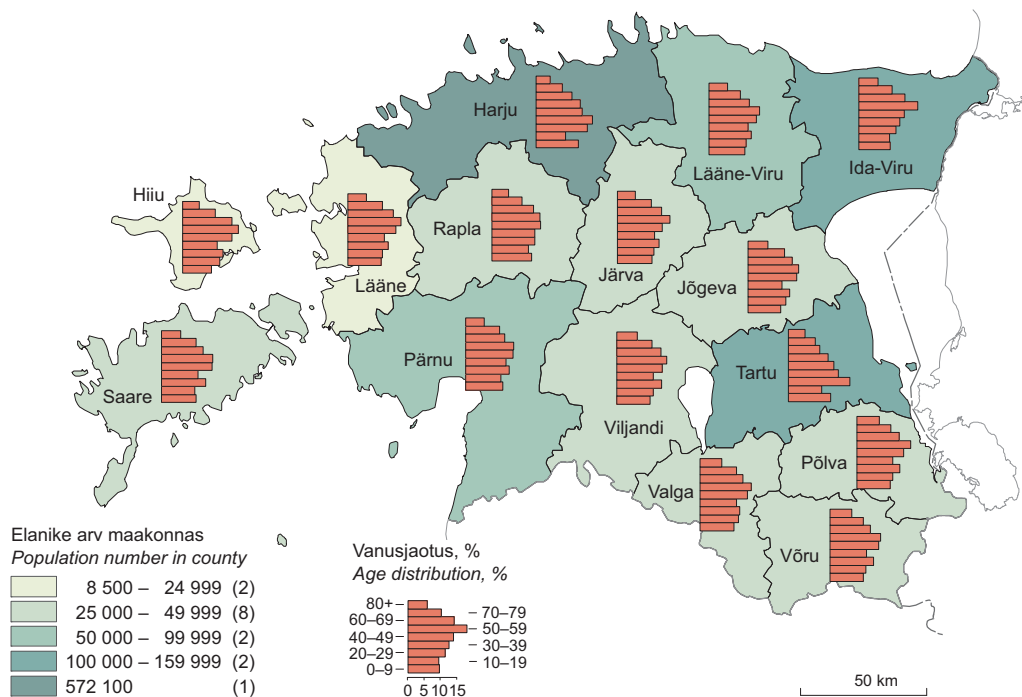 Harju
Lääne-Viru
Ida-Viru
Hiiu
Lääne
Rapla
Järva
Jõgeva
Saare
Pärnu
Viljandi
Tartu
Põlva
Valga
Võru
Elanike arv maakonnas
Population number in county
8 500 – 24 999 (2)
25 000 – 49 999 (8)
50 000 – 99 999 (2)
100 000 – 159 999 (2)
572 100 (1)
Vanusjaotus, %
Age distribution, %
80+
70–79
60–69
50–59
40–49
30–39
20–29
10–19
0–9
0 5 10 15
50 km